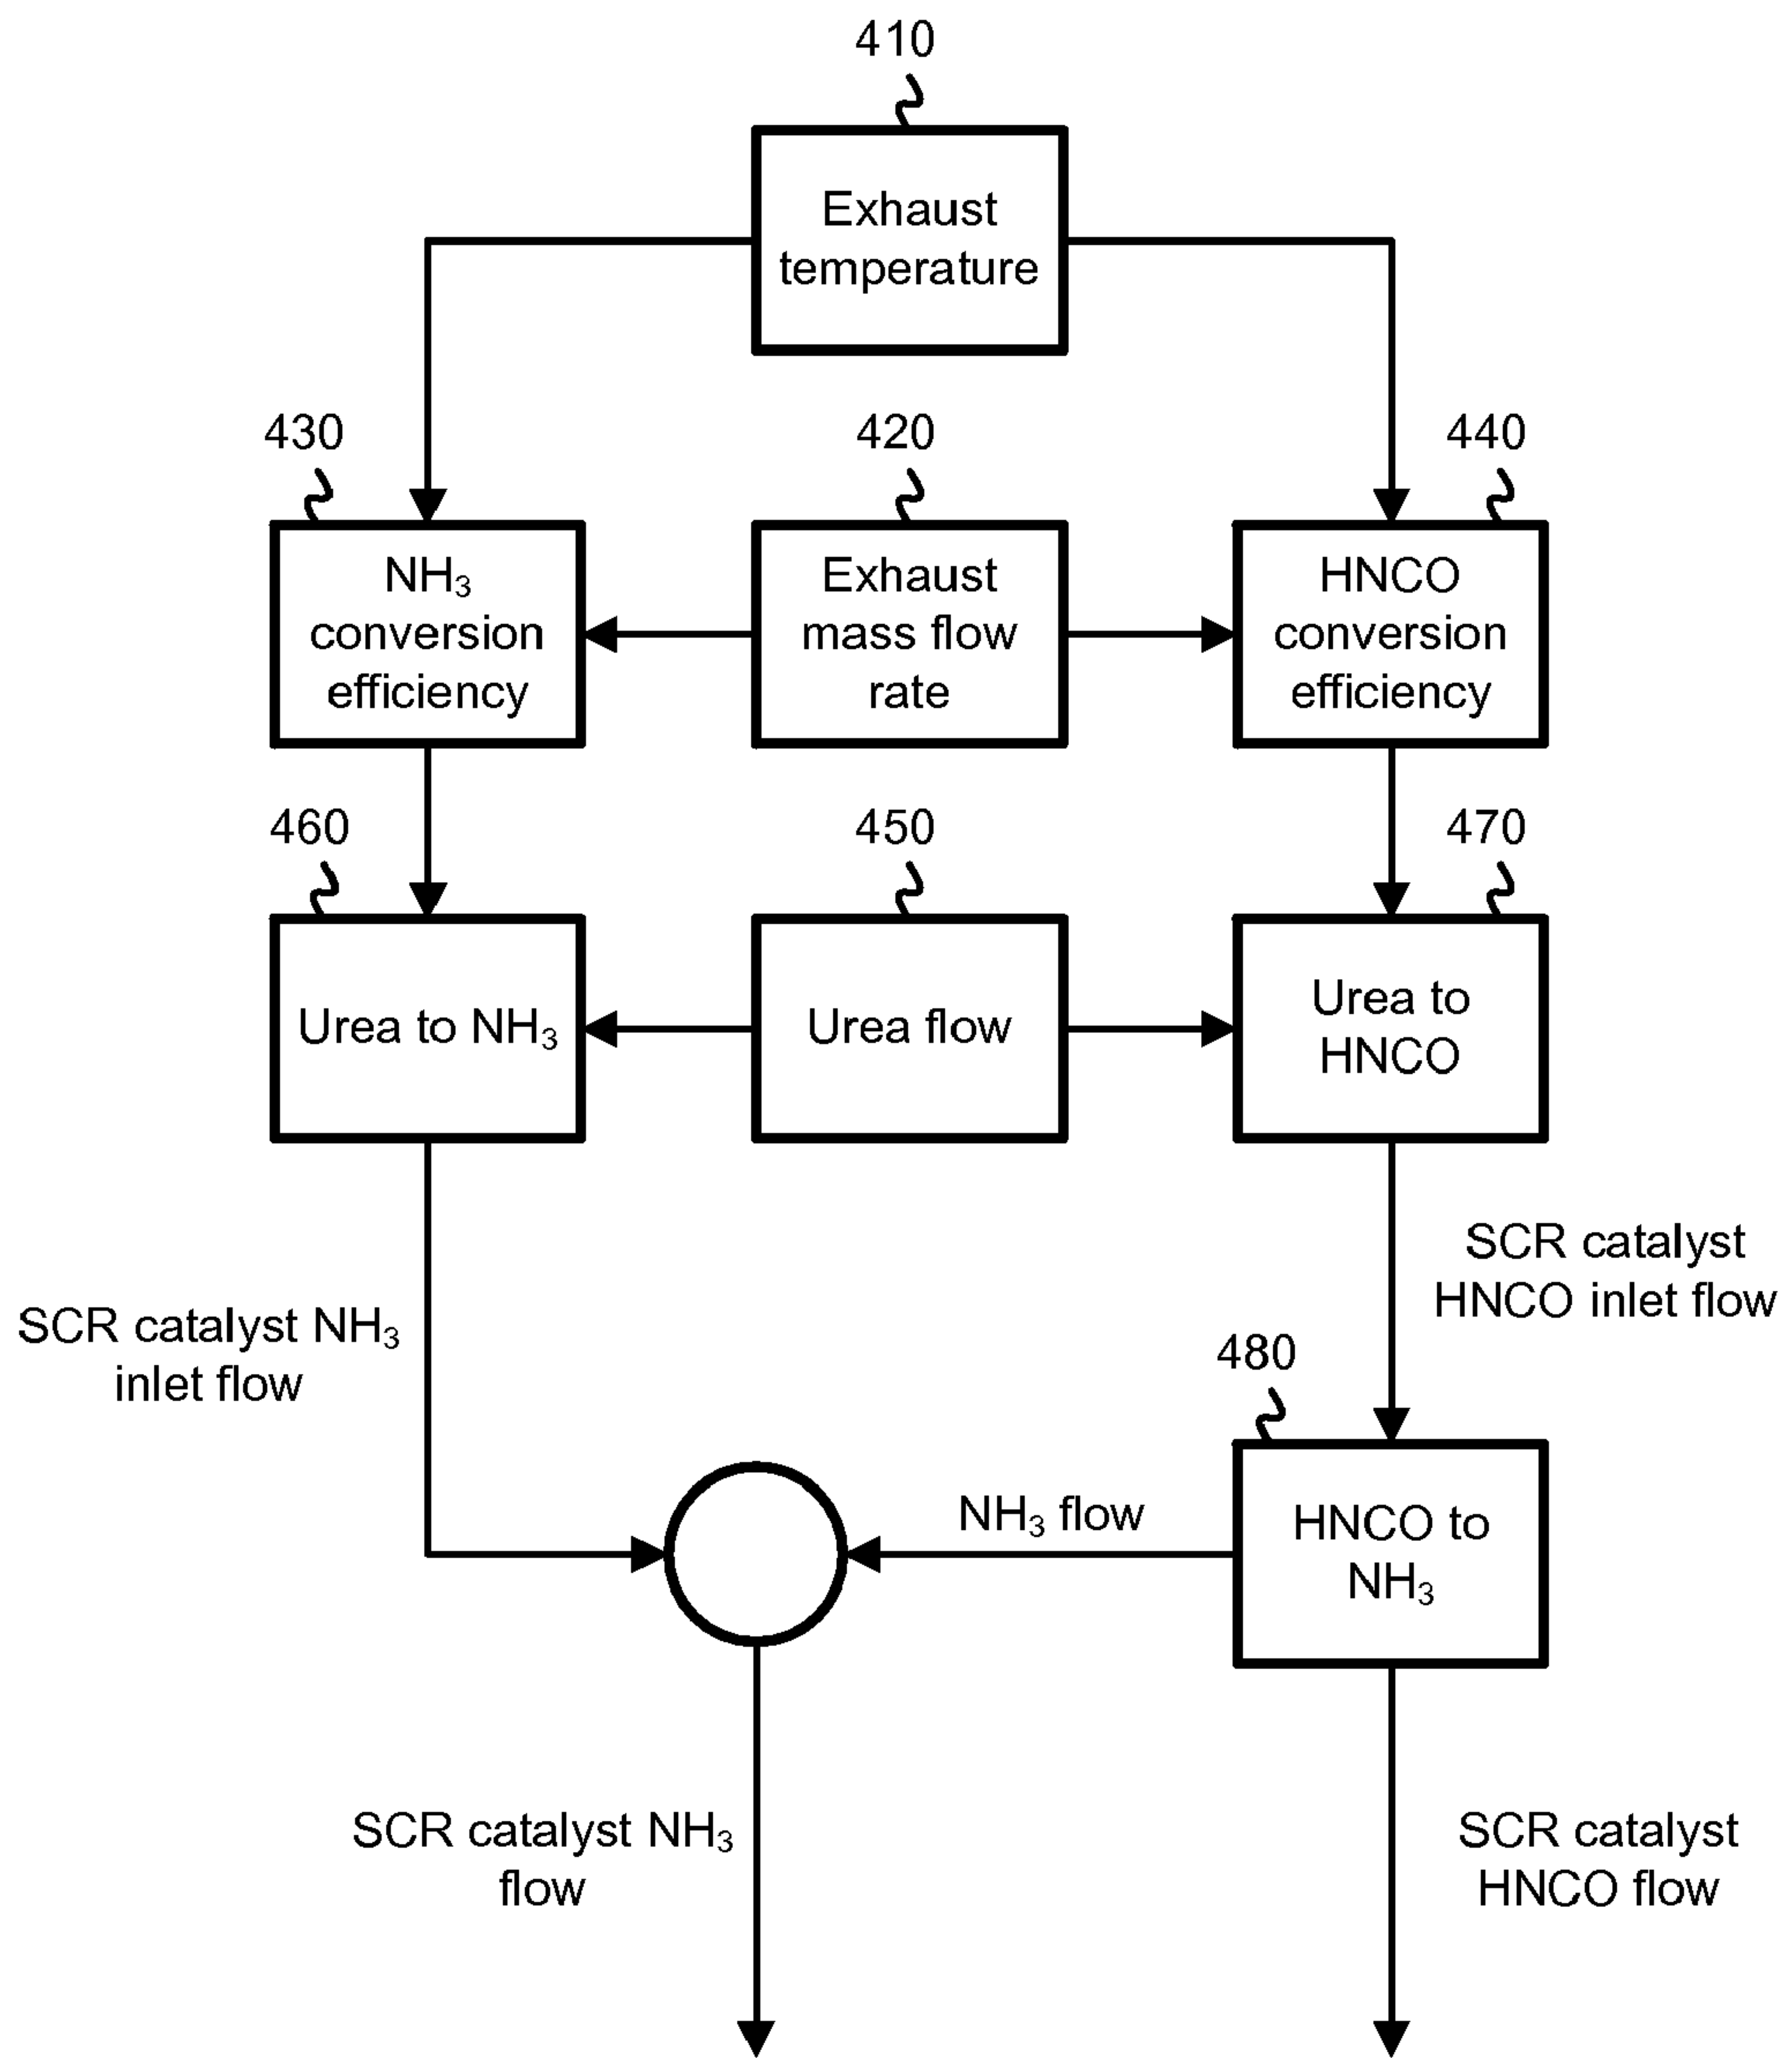 410
Exhaust
temperature
430
420
440
NH₃
conversion
efficiency
Exhaust
mass flow
rate
HNCO
conversion
efficiency
460
450
470
Urea to NH₃
Urea flow
Urea to
HNCO
SCR catalyst
HNCO inlet flow
SCR catalyst NH₃
inlet flow
480
NH₃ flow
HNCO to
NH₃
SCR catalyst NH₃
flow
SCR catalyst
HNCO flow